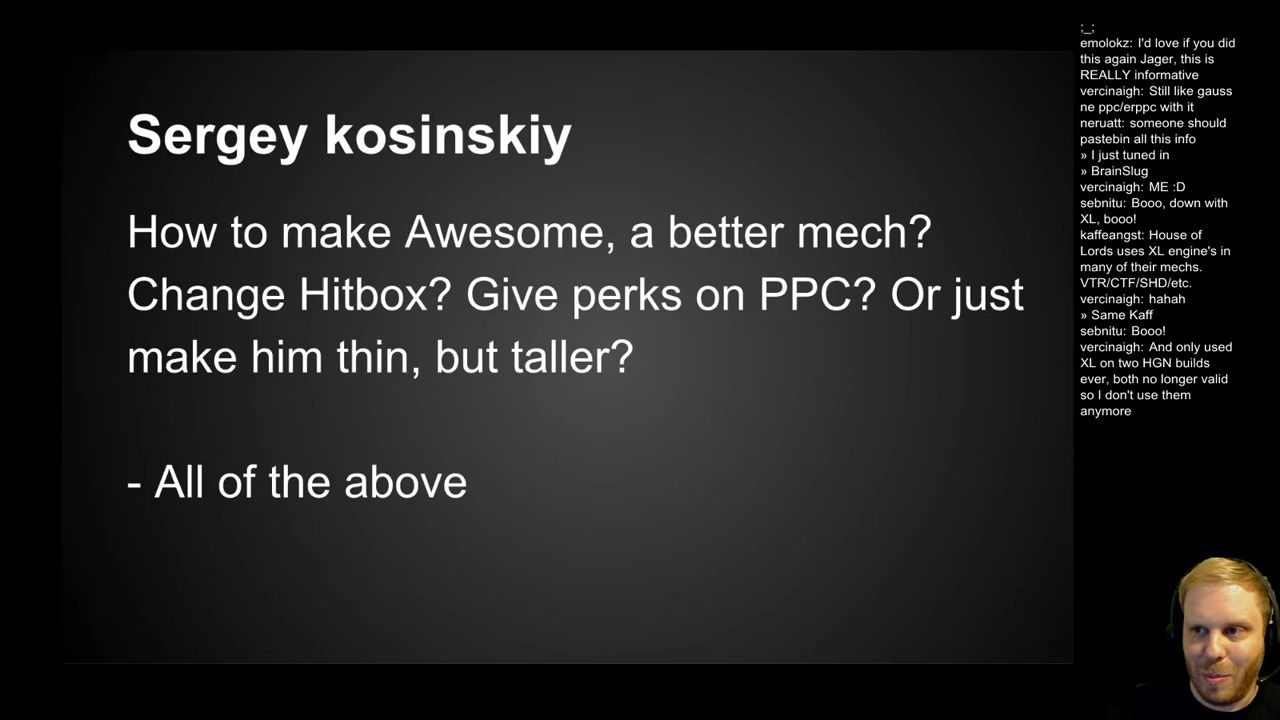 Sergey kosinskiy
How to make Awesome, a better mech?
Change Hitbox? Give perks on PPC? Or just
make him thin, but taller?
- All of the above
;_;
emolokz: I'd love if you did
this again Jager, this is
REALLY informative
vercinaigh: Still like gauss
ne ppc/erppc with it
neruatt: someone should
pastebin all this info
» I just tuned in
» BrainSlug
vercinaigh: ME :D
sebnitu: Booo, down with
XL, booo!
kaffeangst: House of
Lords uses XL engine's in
many of their mechs.
VTR/CTF/SHD/etc.
vercinaigh: hahah
» Same Kaff
sebnitu: Booo!
vercinaigh: And only used
XL on two HGN builds
ever, both no longer valid
so I don't use them
anymore